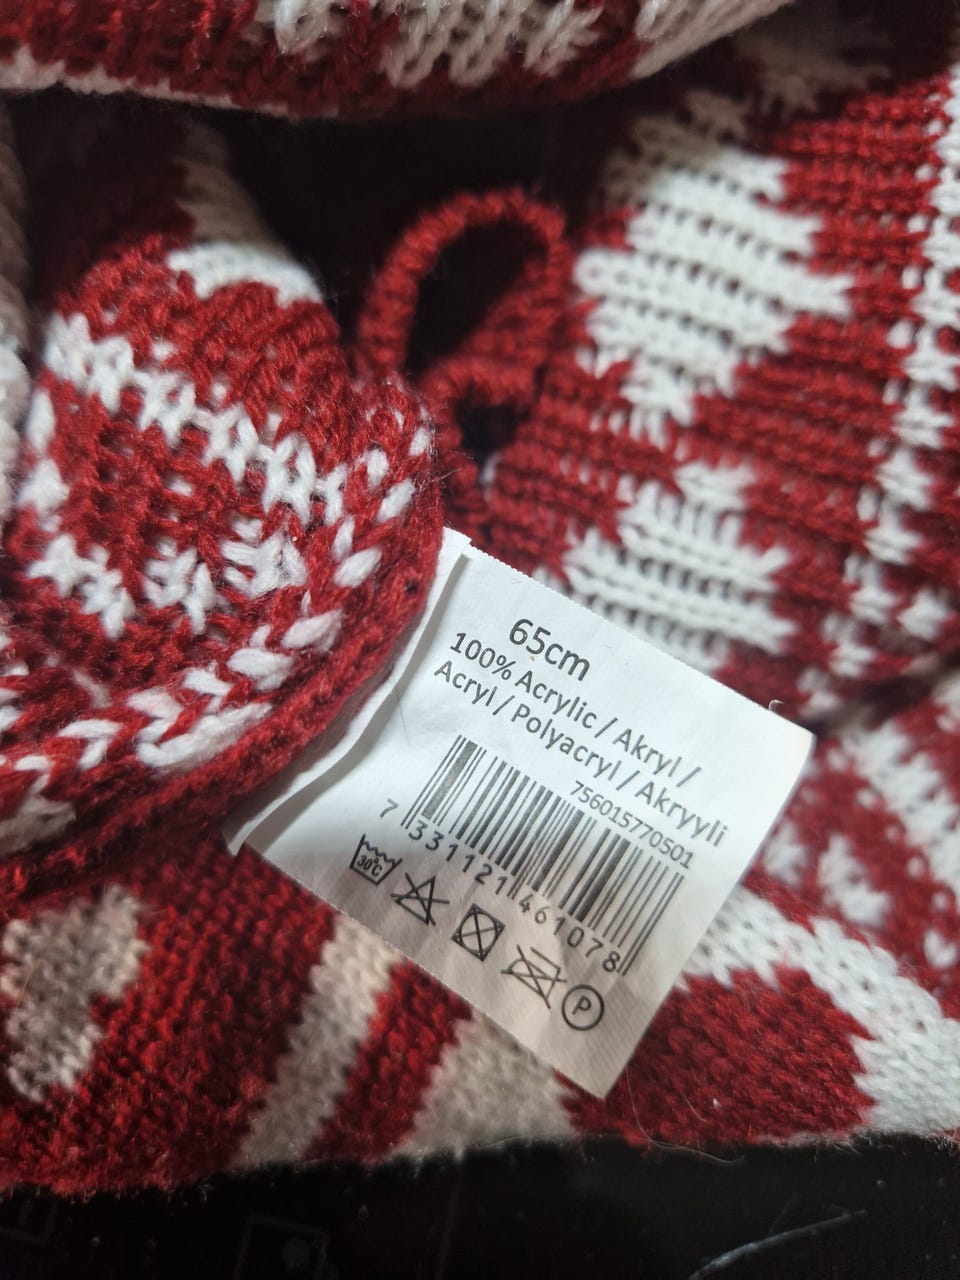 65cm
100% Acrylic / Akryl /
Acryl / Polyacryl / Akryyli
756015770501
7 331121 461078
30°C
P